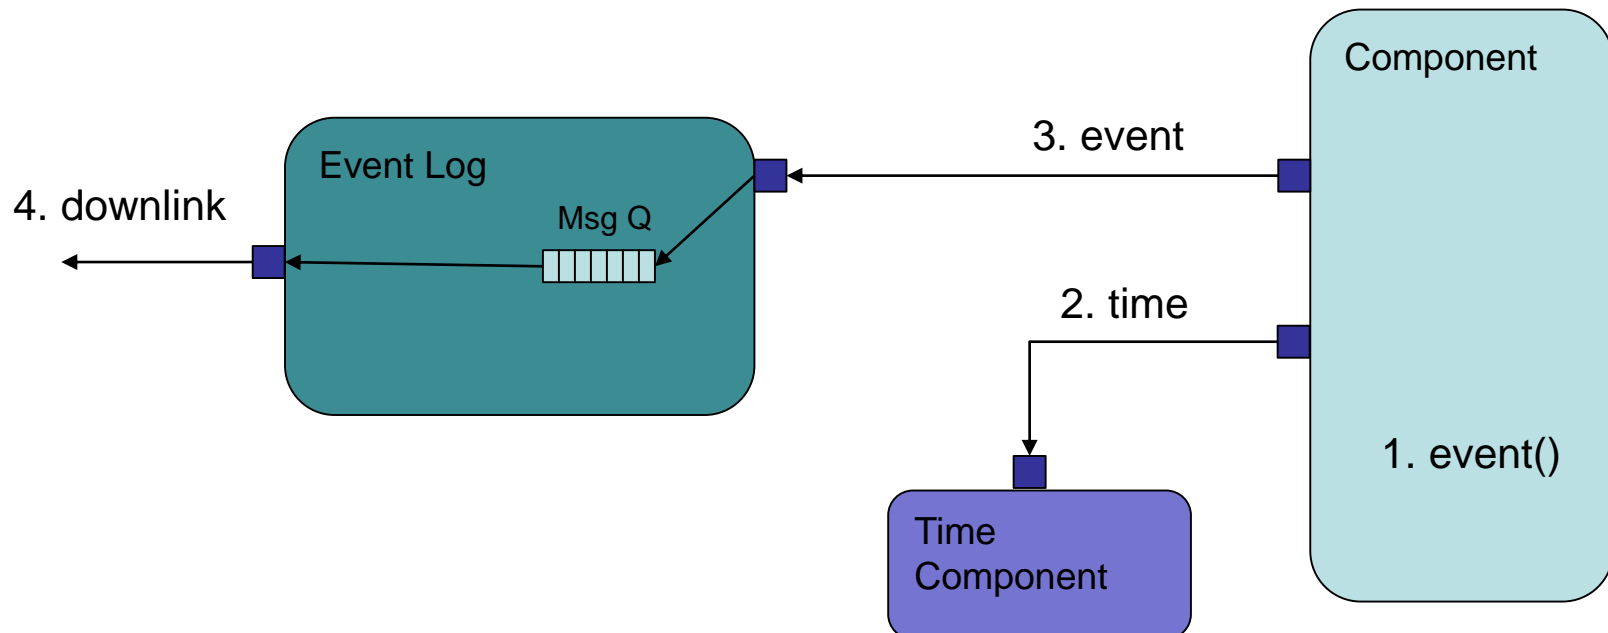 Component
3. event
Event Log
4. downlink
Msg Q
2. time
1. event()
Time
Component